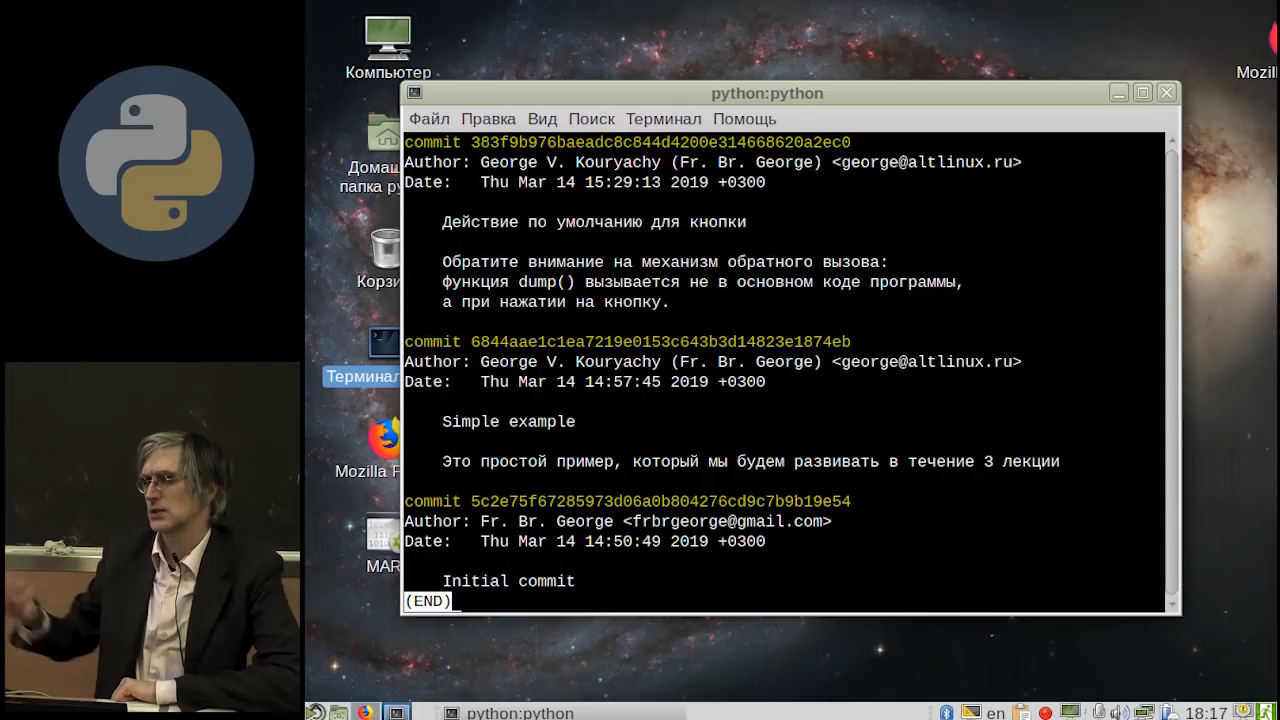 Компьютер
Mozill
python:python
Файл Правка Вид Поиск Терминал Помощь
commit 383f9b976baeadc8c844d4200e314668620a2ec0
Author: George V. Kouryachy (Fr. Br. George) <george@altlinux.ru>
Date:   Thu Mar 14 15:29:13 2019 +0300
Действие по умолчанию для кнопки
Обратите внимание на механизм обратного вызова:
функция dump() вызывается не в основном коде программы,
а при нажатии на кнопку.
commit 6844aae1c1ea7219e0153c643b3d14823e1874eb
Author: George V. Kouryachy (Fr. Br. George) <george@altlinux.ru>
Date:   Thu Mar 14 14:57:45 2019 +0300
Simple example
Это простой пример, который мы будем развивать в течение 3 лекции
commit 5c2e75f67285973d06a0b804276cd9c7b9b19e54
Author: Fr. Br. George <frbrgeorge@gmail.com>
Date:   Thu Mar 14 14:50:49 2019 +0300
Initial commit
(END)
Домаш
папка ру
Корзи
Терминал
Mozilla F
MAR
python:python
en
18:17